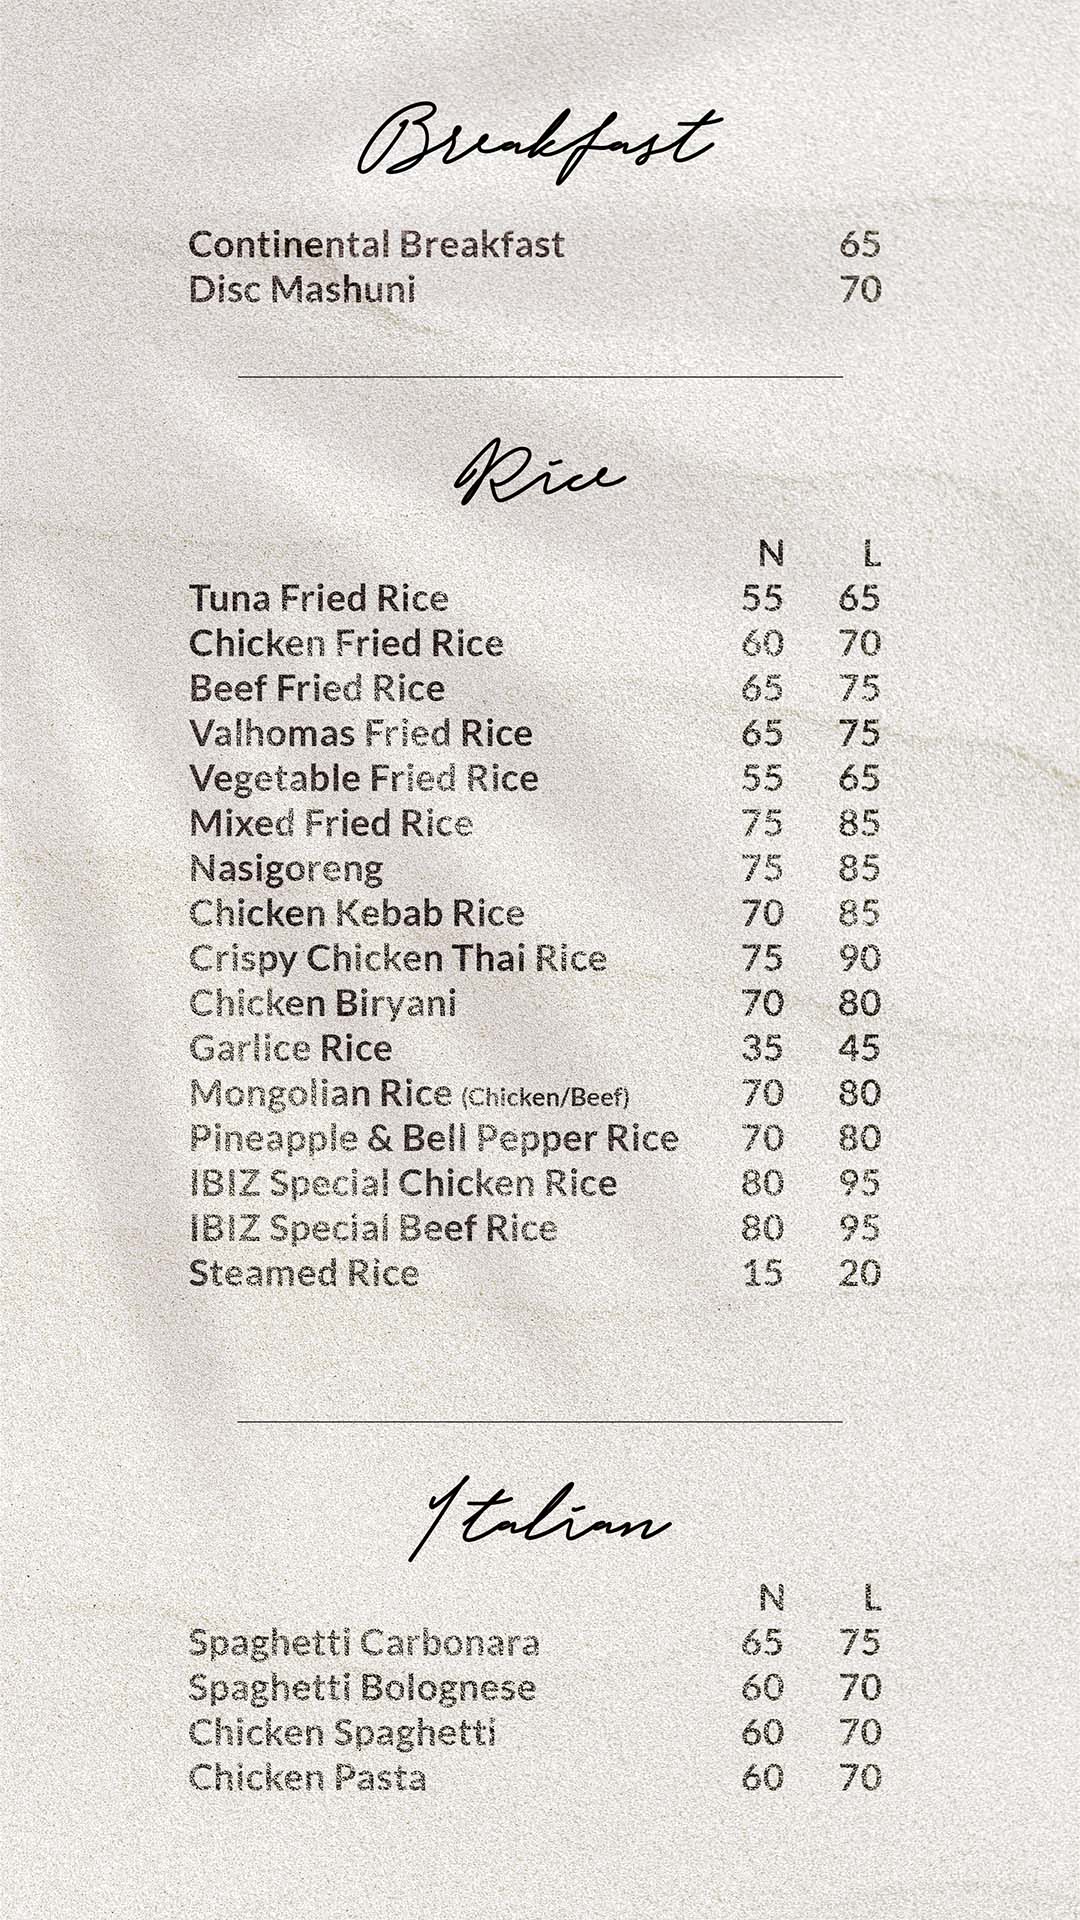 Breakfast
Continental Breakfast 65
Disc Mashuni 70
Rice
N L
Tuna Fried Rice 55 65
Chicken Fried Rice 60 70
Beef Fried Rice 65 75
Valhomas Fried Rice 65 75
Vegetable Fried Rice 55 65
Mixed Fried Rice 75 85
Nasigoreng 75 85
Chicken Kebab Rice 70 85
Crispy Chicken Thai Rice 75 90
Chicken Biryani 70 80
Garlice Rice 35 45
Mongolian Rice (Chicken/Beef) 70 80
Pineapple & Bell Pepper Rice 70 80
IBIZ Special Chicken Rice 80 95
IBIZ Special Beef Rice 80 95
Steamed Rice 15 20
Italian
N L
Spaghetti Carbonara 65 75
Spaghetti Bolognese 60 70
Chicken Spaghetti 60 70
Chicken Pasta 60 70